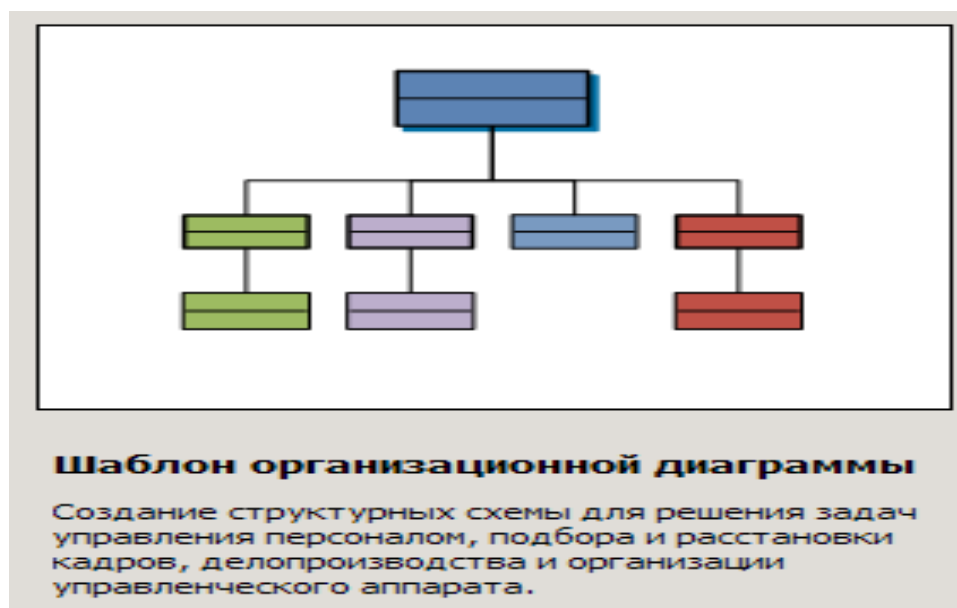 Шаблон организационной диаграммы
Создание структурных схемы для решения задач
управления персоналом, подбора и расстановки
кадров, делопроизводства и организации
управленческого аппарата.